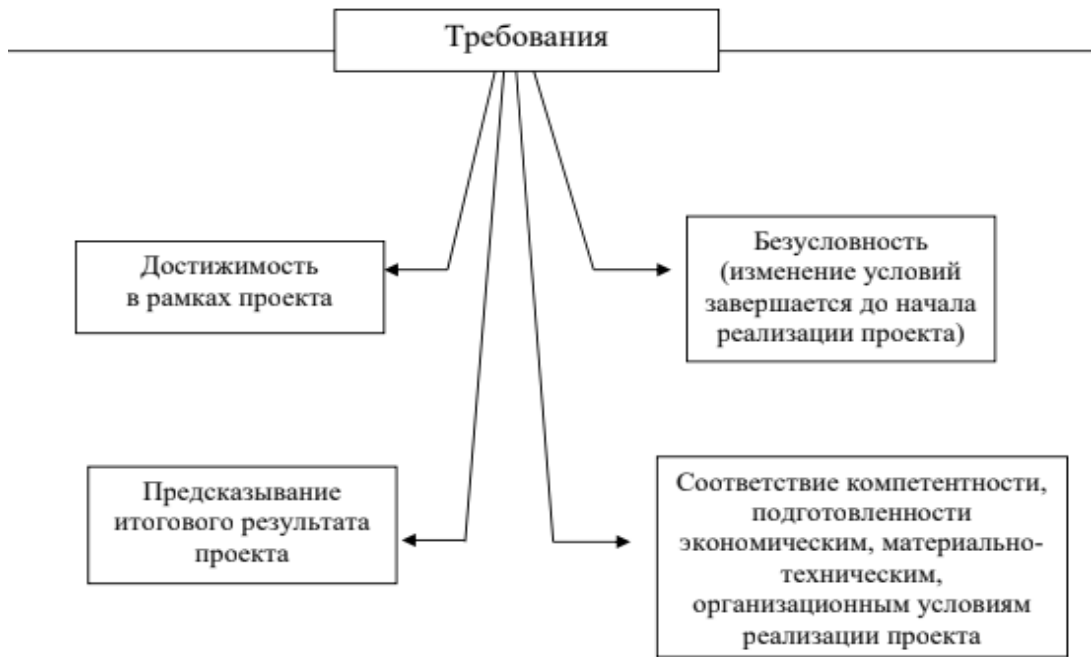 Требования
Достижимость
в рамках проекта
Безусловность
(изменение условий
завершается до начала
реализации проекта)
Предсказывание
итогового результата
проекта
Соответствие компетентности,
подготовленности
экономическим, материально-
техническим,
организационным условиям
реализации проекта